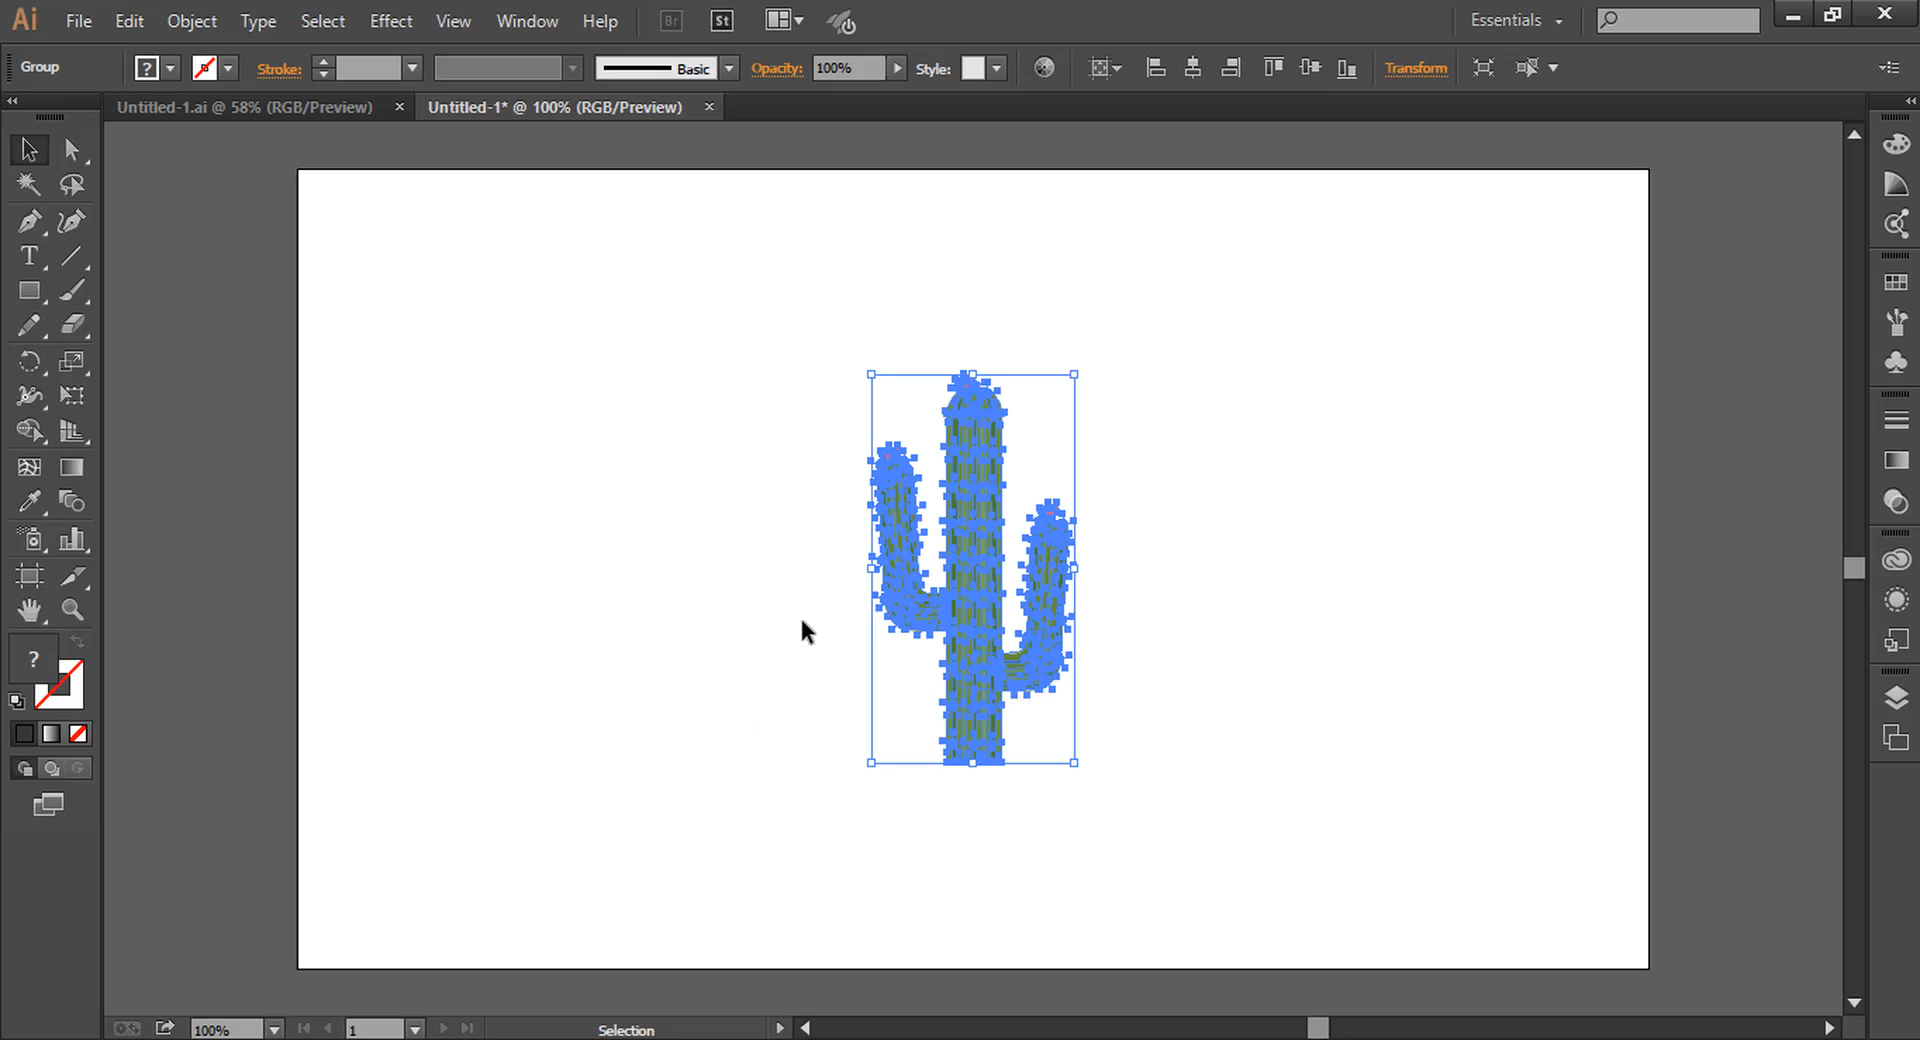 Ai File Edit Object Type Select Effect View Window Help Br St Essentials
Group ? Stroke: Basic Opacity: 100% Style: Transform
Untitled-1.ai @ 58% (RGB/Preview) × Untitled-1* @ 100% (RGB/Preview) ×
T
?
100% 1 Selection